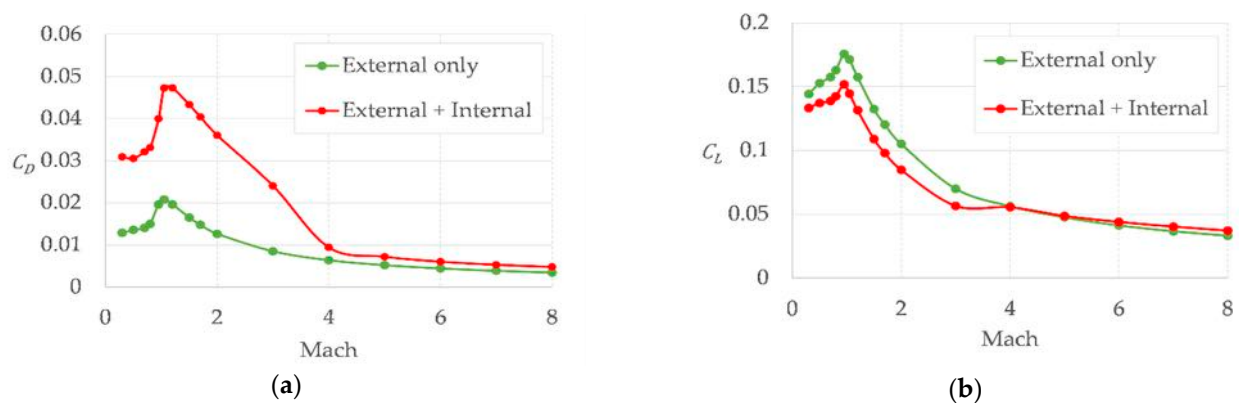 0.06
0.05
0.04
0.03
0.02
0.01
0
C_D
External only
External + Internal
0 2 4 6 8
Mach
(a)
0.2
0.15
0.1
0.05
0
C_L
External only
External + Internal
0 2 4 6 8
Mach
(b)